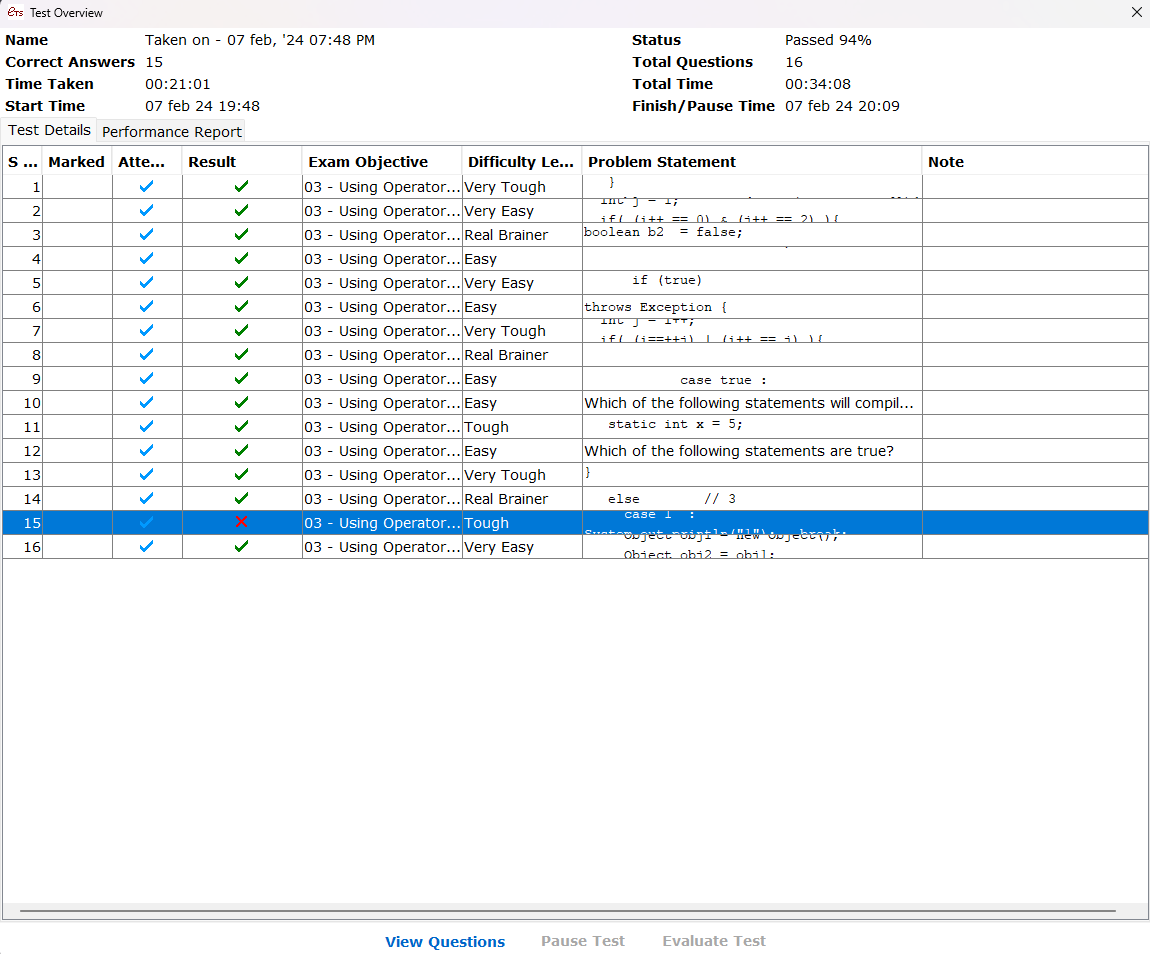 eTs Test Overview
Name Taken on - 07 feb, '24 07:48 PM Status Passed 94%
Correct Answers 15 Total Questions 16
Time Taken 00:21:01 Total Time 00:34:08
Start Time 07 feb 24 19:48 Finish/Pause Time 07 feb 24 20:09
Test Details Performance Report
S ... Marked Atte... Result Exam Objective Difficulty Le... Problem Statement Note
1 03 - Using Operator... Very Tough }
2 03 - Using Operator... Very Easy int j = 1;
if( (i++ == 0) & (j++ == 2) ){
3 03 - Using Operator... Real Brainer boolean b2 = false;
4 03 - Using Operator... Easy
5 03 - Using Operator... Very Easy if (true)
6 03 - Using Operator... Easy throws Exception {
7 03 - Using Operator... Very Tough int j = i++;
if( (i==++j) | (i++ == j) ){
8 03 - Using Operator... Real Brainer
9 03 - Using Operator... Easy case true :
10 03 - Using Operator... Easy Which of the following statements will compil...
11 03 - Using Operator... Tough static int x = 5;
12 03 - Using Operator... Easy Which of the following statements are true?
13 03 - Using Operator... Very Tough }
14 03 - Using Operator... Real Brainer else // 3
15 03 - Using Operator... Tough case 1 :
16 03 - Using Operator... Very Easy Object obj1 = new Object();
Object obj2 = obj1;
View Questions Pause Test Evaluate Test